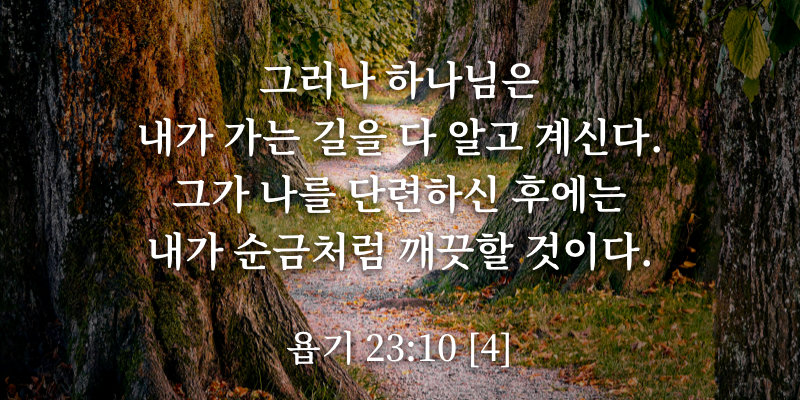 그러나 하나님은
내가 가는 길을 다 알고 계신다.
그가 나를 단련하신 후에는
내가 순금처럼 깨끗할 것이다.
욥기 23:10 [4]